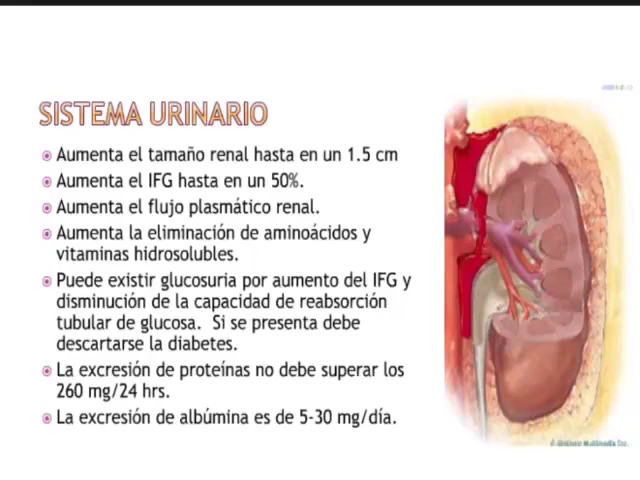 SISTEMA URINARIO
Aumenta el tamaño renal hasta en un 1.5 cm
Aumenta el IFG hasta en un 50%.
Aumenta el flujo plasmático renal.
Aumenta la eliminación de aminoácidos y
vitaminas hidrosolubles.
Puede existir glucosuria por aumento del IFG y
disminución de la capacidad de reabsorción
tubular de glucosa. Si se presenta debe
descartarse la diabetes.
La excresión de proteínas no debe superar los
260 mg/24 hrs.
La excresión de albúmina es de 5-30 mg/día.